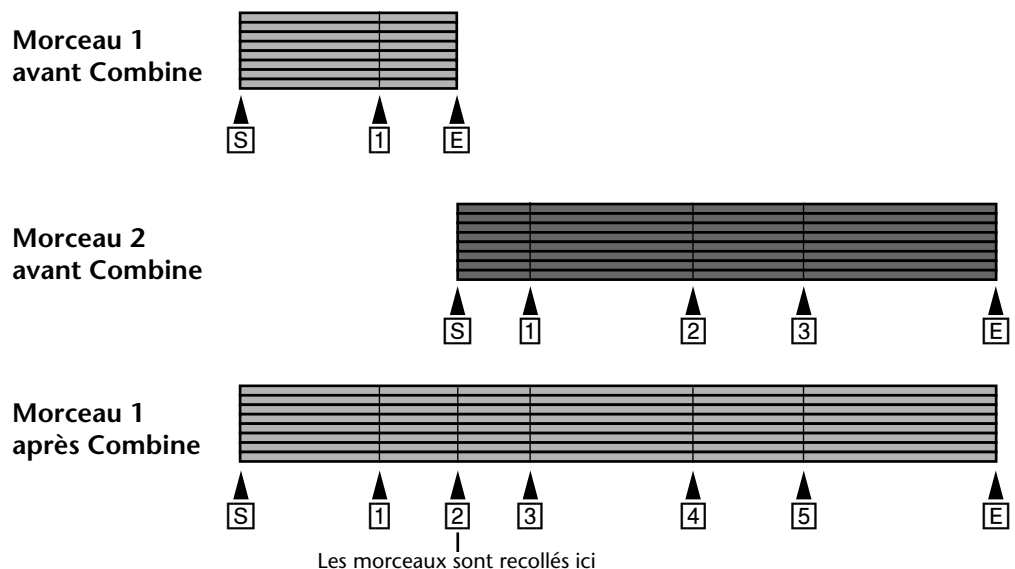 Morceau 1
avant Combine
S 1 E
Morceau 2
avant Combine
S 1 2 3 E
Morceau 1
après Combine
S 1 2 3 4 5 E
Les morceaux sont recollés ici